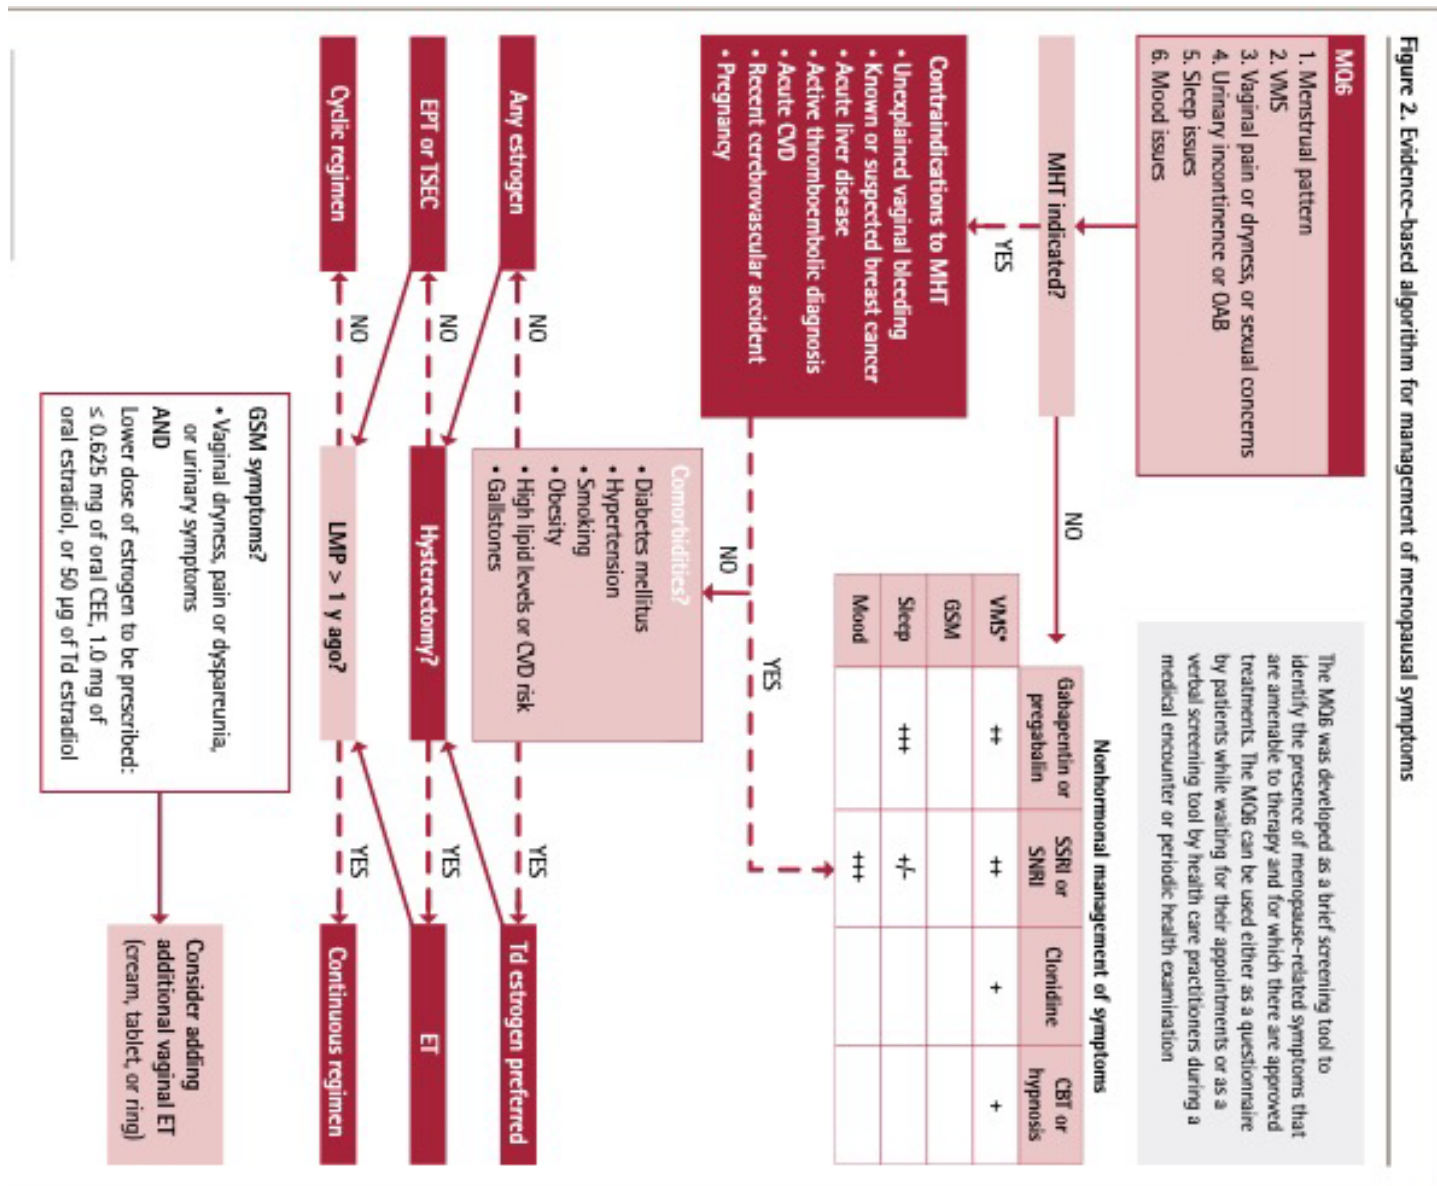 Figure 2. Evidence-based algorithm for management of menopausal symptoms
MQ6
1. Menstrual pattern
2. VMS
3. Vaginal pain or dryness, or sexual concerns
4. Urinary incontinence or OAB
5. Sleep issues
6. Mood issues
The MQ6 was developed as a brief screening tool to
identify the presence of menopause-related symptoms that
are amenable to therapy and for which there are approved
treatments. The MQ6 can be used either as a questionnaire
by patients while waiting for their appointments or as a
verbal screening tool by health care practitioners during a
medical encounter or periodic health examination
MHT indicated?
NO
YES
Nonhormonal management of symptoms
Gabapentin or
pregabalin
SSRI or
SNRI
Clonidine
CBT or
hypnosis
VMS* ++ ++ + +
GSM
Sleep +++ +/-
Mood +++
Contraindications to MHT
• Unexplained vaginal bleeding
• Known or suspected breast cancer
• Acute liver disease
• Active thromboembolic diagnosis
• Acute CVD
• Recent cerebrovascular accident
• Pregnancy
YES
NO
Comorbidities?
• Diabetes mellitus
• Hypertension
• Smoking
• Obesity
• High lipid levels or CVD risk
• Gallstones
Any estrogen
NO
YES
Td estrogen preferred
EPT or TSEC
NO
Hysterectomy?
YES
ET
Cyclic regimen
NO
LMP > 1 y ago?
YES
Continuous regimen
GSM symptoms?
• Vaginal dryness, pain or dyspareunia,
or urinary symptoms
AND
Lower dose of estrogen to be prescribed:
≤ 0.625 mg of oral CEE, 1.0 mg of
oral estradiol, or 50 µg of Td estradiol
Consider adding
additional vaginal ET
(cream, tablet, or ring)